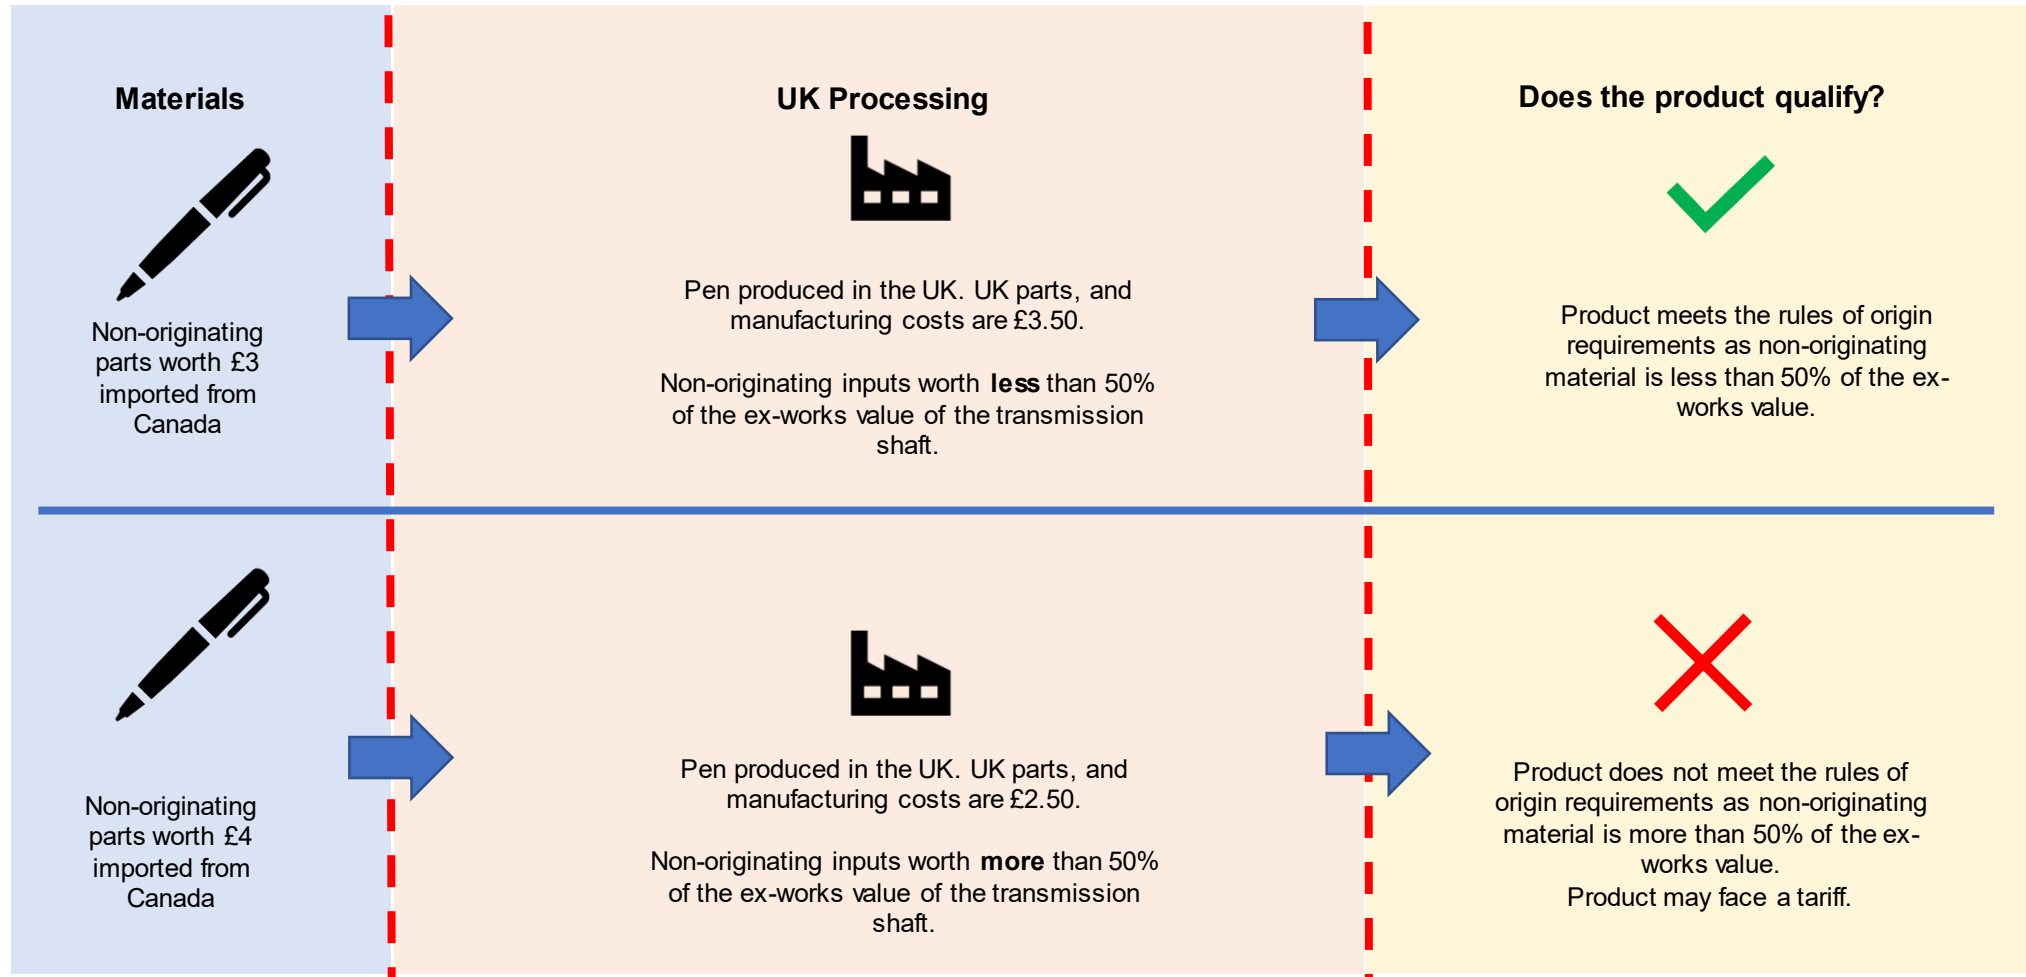 Materials
UK Processing
Does the product qualify?
Non-originating
parts worth £3
imported from
Canada
Pen produced in the UK. UK parts, and
manufacturing costs are £3.50.
Non-originating inputs worth less than 50%
of the ex-works value of the transmission
shaft.
Product meets the rules of origin
requirements as non-originating
material is less than 50% of the ex-
works value.
Non-originating
parts worth £4
imported from
Canada
Pen produced in the UK. UK parts, and
manufacturing costs are £2.50.
Non-originating inputs worth more than 50%
of the ex-works value of the transmission
shaft.
Product does not meet the rules of
origin requirements as non-originating
material is more than 50% of the ex-
works value.
Product may face a tariff.